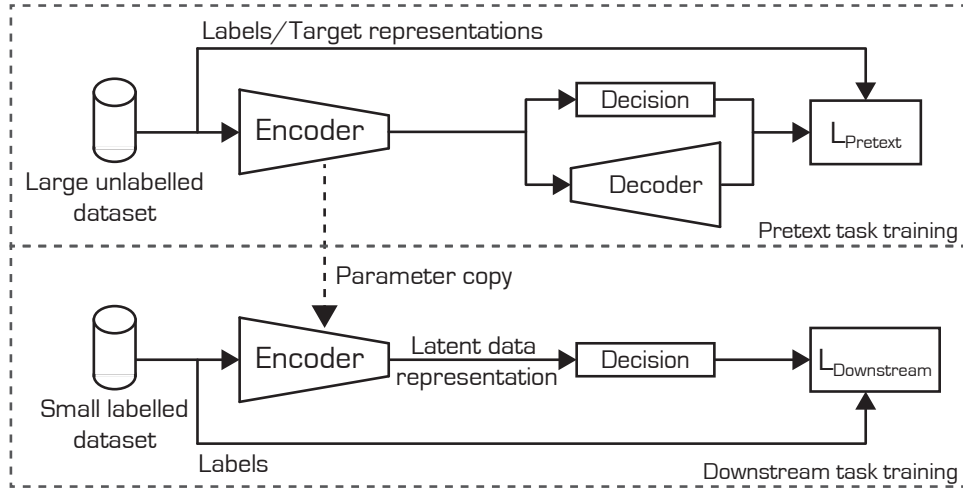 Labels/Target representations
Encoder
Decision
Decoder
L_Pretext
Large unlabelled
dataset
Pretext task training
Parameter copy
Encoder
Latent data
representation
Decision
L_Downstream
Small labelled
dataset
Labels
Downstream task training